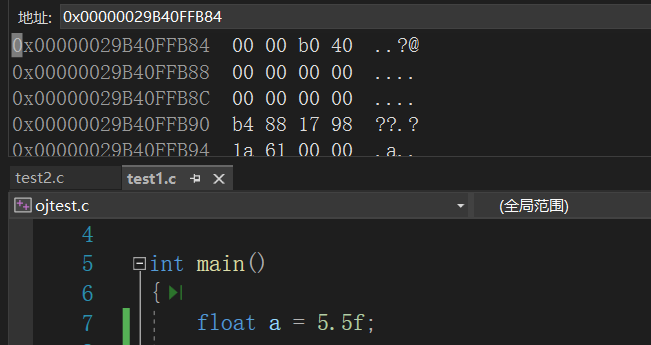 地址: 0x00000029B40FFB84
0x00000029B40FFB84 00 00 b0 40 ..?@
0x00000029B40FFB88 00 00 00 00 ....
0x00000029B40FFB8C 00 00 00 00 ....
0x00000029B40FFB90 b4 88 17 98 ??.?
0x00000029B40FFB94 1a 61 00 00 .a..
test2.c test1.c
ojtest.c (全局范围)
4
5 int main()
6 {
7 float a = 5.5f;